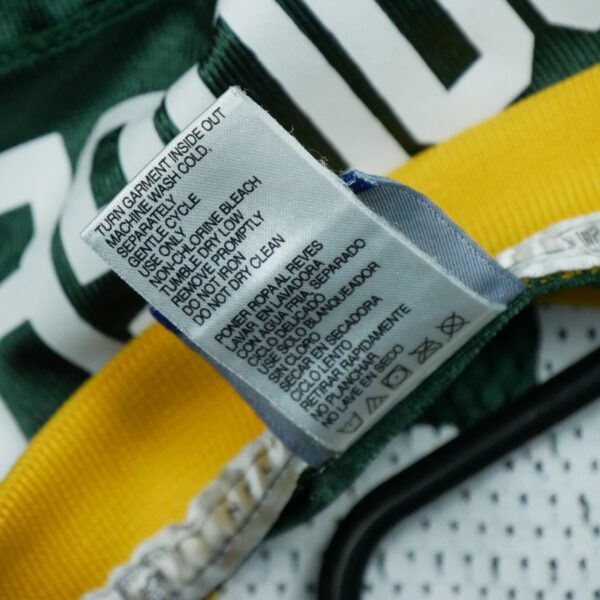 TURN GARMENT INSIDE OUT
MACHINE WASH COLD,
SEPARATELY
GENTLE CYCLE
USE ONLY
NON-CHLORINE BLEACH
TUMBLE DRY LOW
REMOVE PROMPTLY
DO NOT IRON
DO NOT DRY CLEAN
PONER ROPA AL REVES
LAVAR EN LAVADORA
CON AGUA FRIA SEPARADO
CICLO DELICADO
USE SOLO BLANQUEADOR
SIN CLORO
SECAR EN SECADORA
CICLO LENTO
RETIRAR RAPIDAMENTE
NO PLANCHAR
NO LAVE EN SECO